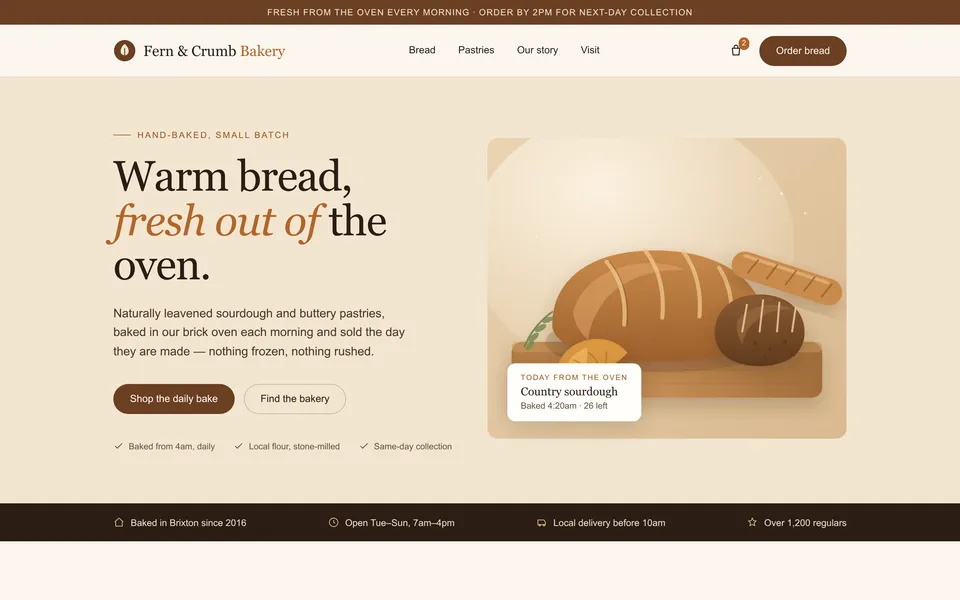 FRESH FROM THE OVEN EVERY MORNING · ORDER BY 2PM FOR NEXT-DAY COLLECTION
Fern & Crumb Bakery
Bread
Pastries
Our story
Visit
2
Order bread
HAND-BAKED, SMALL BATCH
Warm bread,
fresh out of the
oven.
Naturally leavened sourdough and buttery pastries,
baked in our brick oven each morning and sold the day
they are made — nothing frozen, nothing rushed.
Shop the daily bake
Find the bakery
Baked from 4am, daily
Local flour, stone-milled
Same-day collection
TODAY FROM THE OVEN
Country sourdough
Baked 4:20am · 26 left
Baked in Brixton since 2016
Open Tue–Sun, 7am–4pm
Local delivery before 10am
Over 1,200 regulars